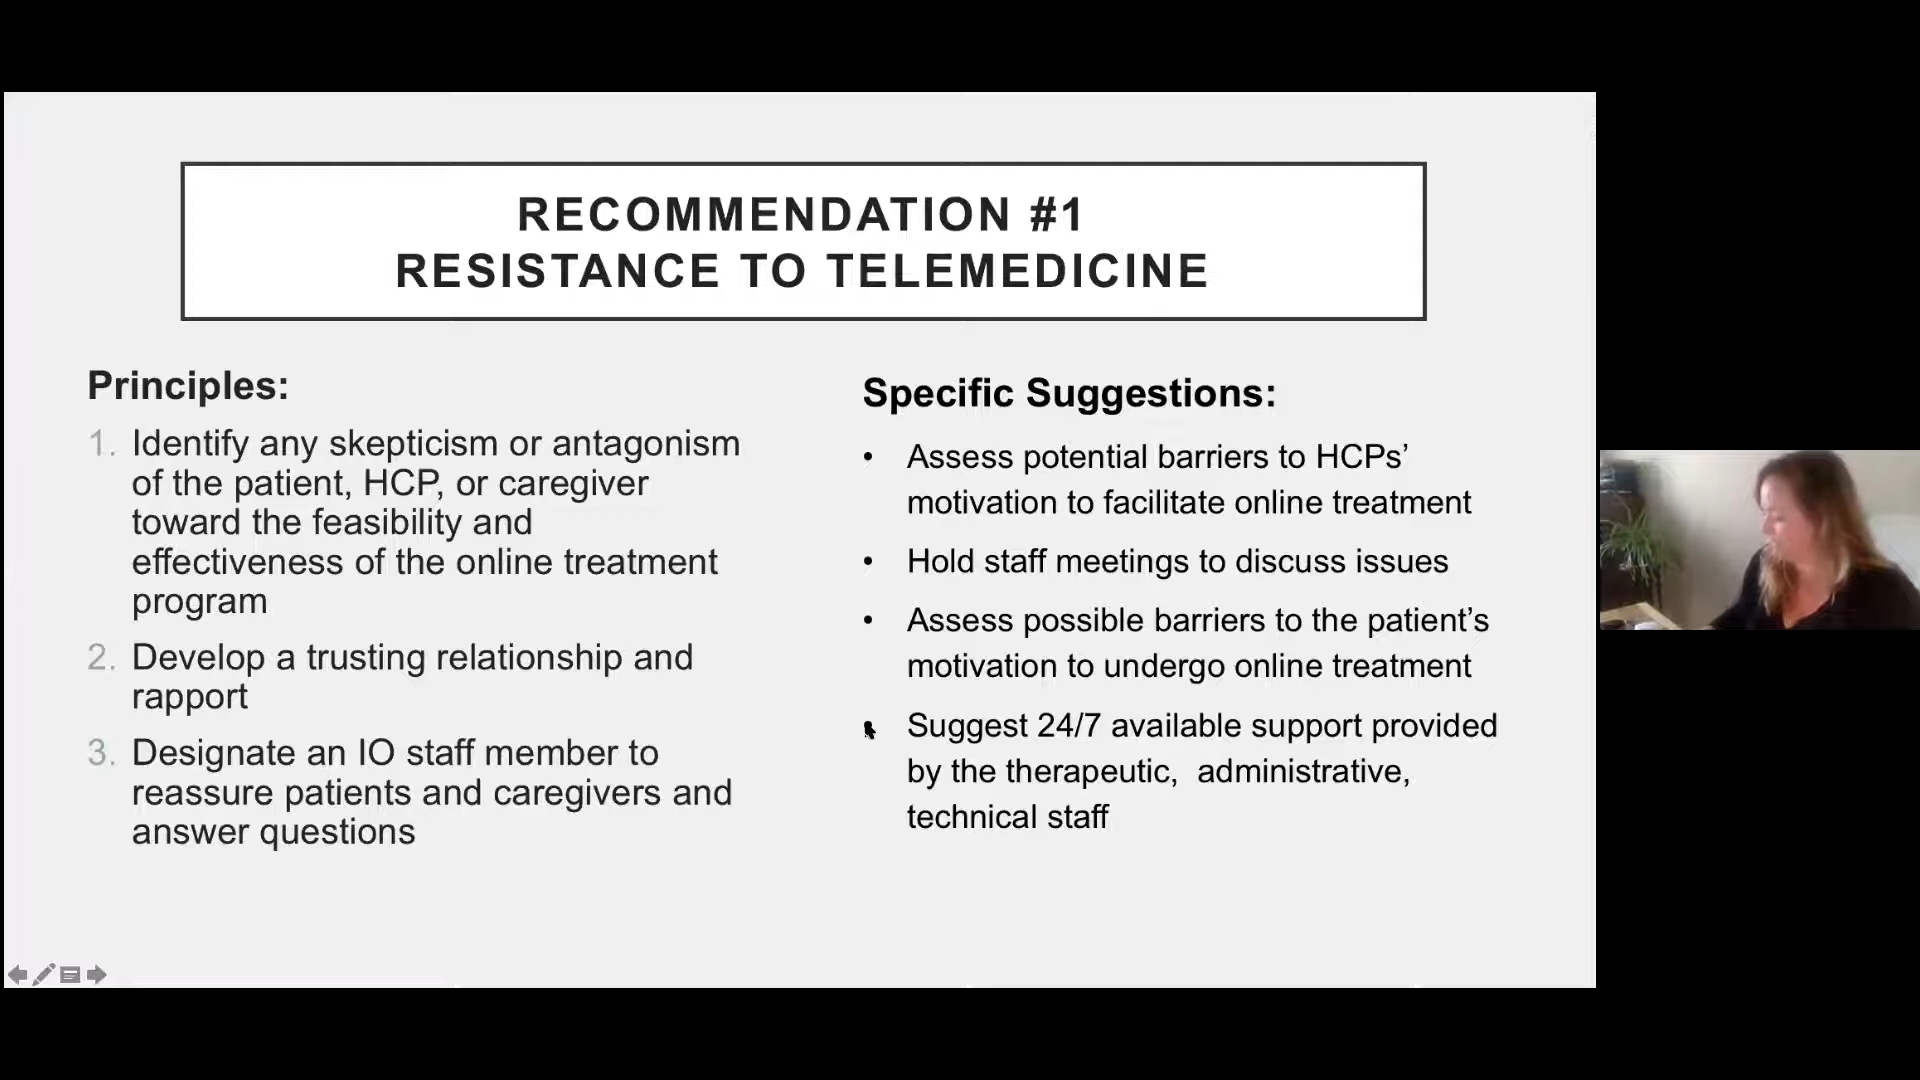 RECOMMENDATION #1
RESISTANCE TO TELEMEDICINE
Principles:
1. Identify any skepticism or antagonism
of the patient, HCP, or caregiver
toward the feasibility and
effectiveness of the online treatment
program
2. Develop a trusting relationship and
rapport
3. Designate an IO staff member to
reassure patients and caregivers and
answer questions
Specific Suggestions:
• Assess potential barriers to HCPs’
motivation to facilitate online treatment
• Hold staff meetings to discuss issues
• Assess possible barriers to the patient’s
motivation to undergo online treatment
• Suggest 24/7 available support provided
by the therapeutic,  administrative,
technical staff